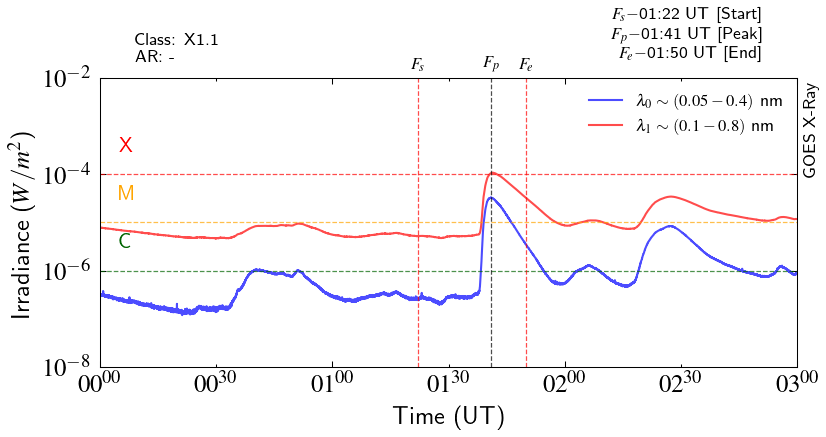 Fs−01:22 UT [Start]
Class: X1.1
Fp−01:41 UT [Peak]
AR: -
Fe−01:50 UT [End]
Fs Fp Fe
10⁻²
λ₀ ∼ (0.05 − 0.4) nm
λ₁ ∼ (0.1 − 0.8) nm
GOES X-Ray
X
10⁻⁴
M
Irradiance (W/m²)
C
10⁻⁶
10⁻⁸
00⁰⁰ 00³⁰ 01⁰⁰ 01³⁰ 02⁰⁰ 02³⁰ 03⁰⁰
Time (UT)